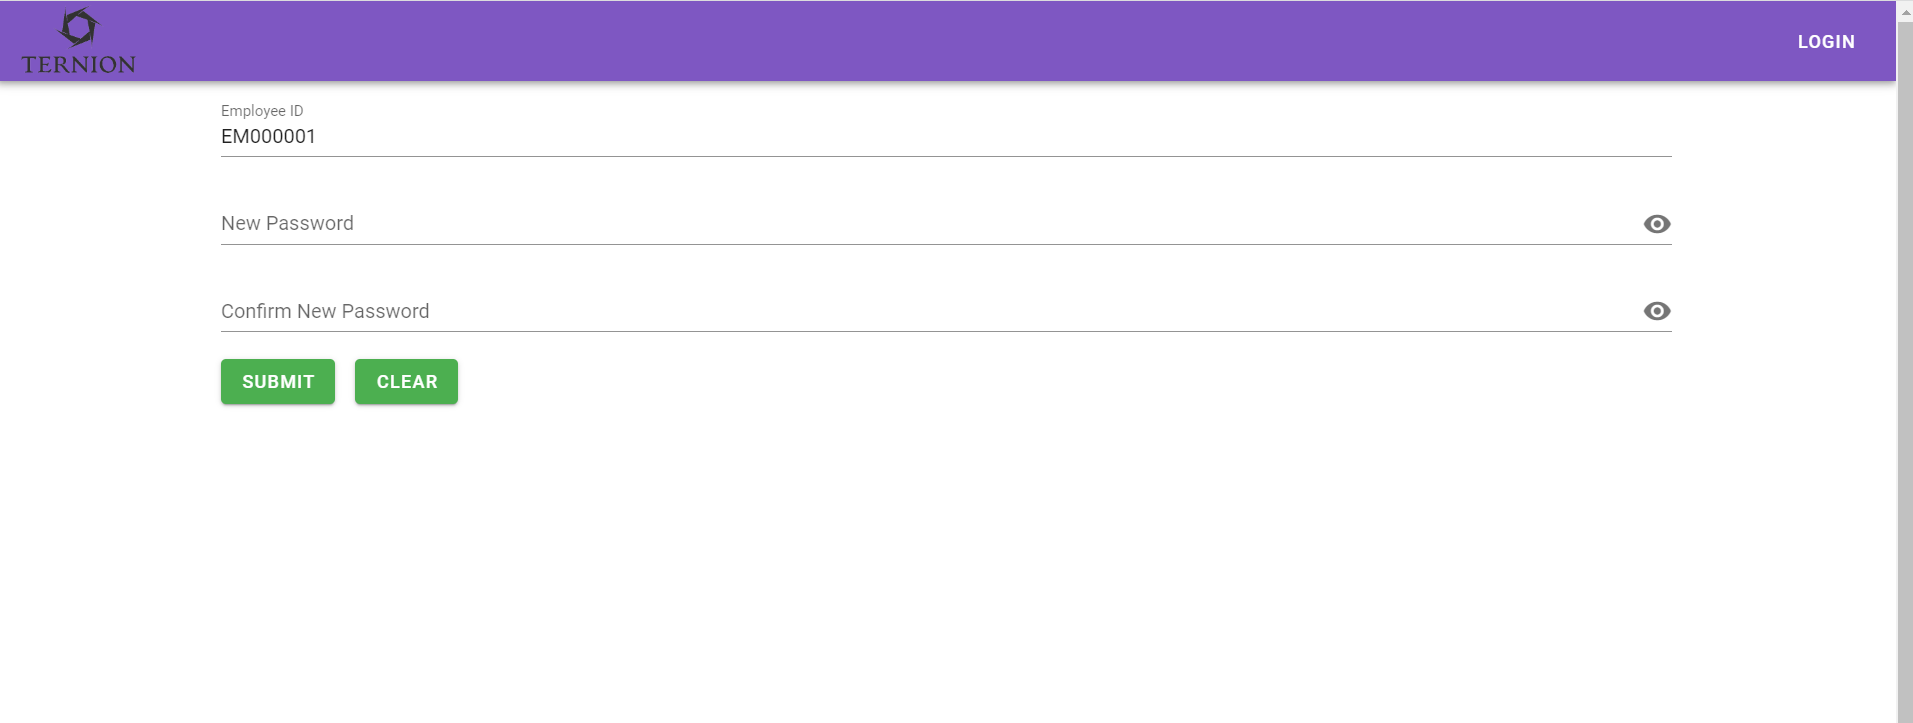 TERNION
LOGIN
Employee ID
EM000001
New Password
Confirm New Password
SUBMIT CLEAR